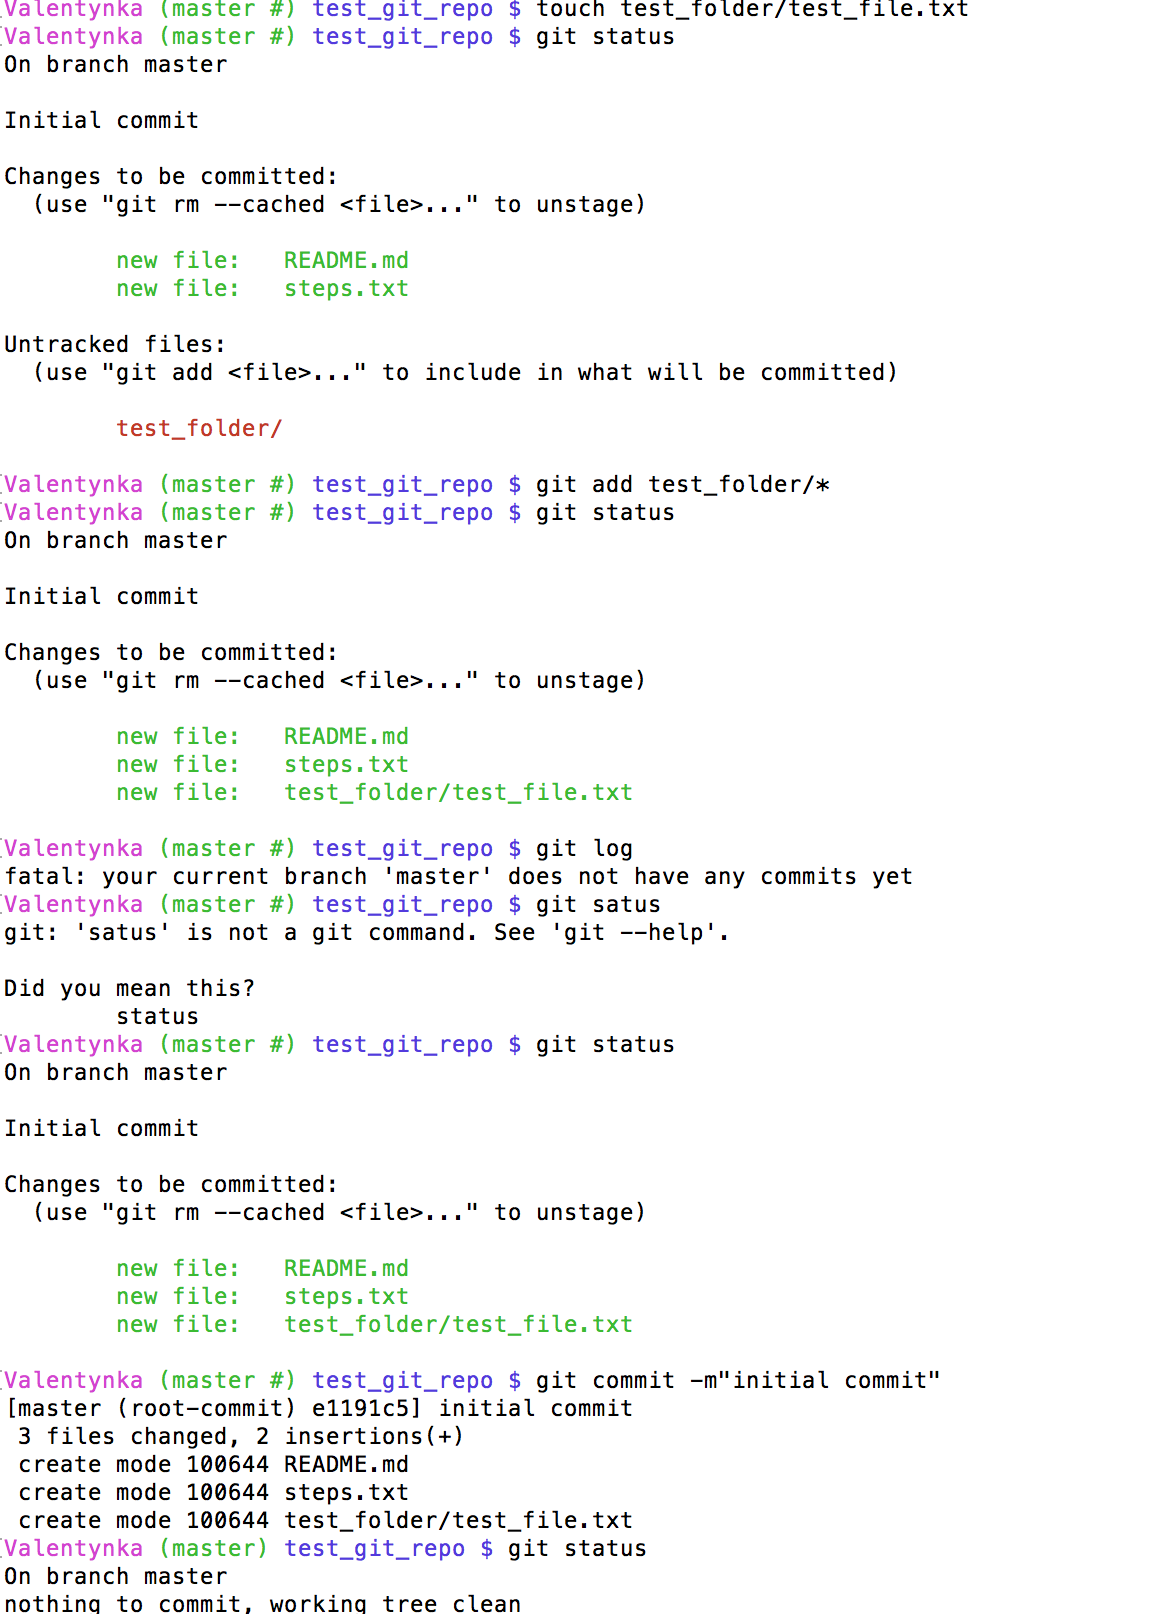 Valentynka (master #) test_git_repo $ touch test_folder/test_file.txt
Valentynka (master #) test_git_repo $ git status
On branch master
Initial commit
Changes to be committed:
(use "git rm --cached <file>..." to unstage)
new file: README.md
new file: steps.txt
Untracked files:
(use "git add <file>..." to include in what will be committed)
test_folder/
Valentynka (master #) test_git_repo $ git add test_folder/*
Valentynka (master #) test_git_repo $ git status
On branch master
Initial commit
Changes to be committed:
(use "git rm --cached <file>..." to unstage)
new file: README.md
new file: steps.txt
new file: test_folder/test_file.txt
Valentynka (master #) test_git_repo $ git log
fatal: your current branch 'master' does not have any commits yet
Valentynka (master #) test_git_repo $ git satus
git: 'satus' is not a git command. See 'git --help'.
Did you mean this?
status
Valentynka (master #) test_git_repo $ git status
On branch master
Initial commit
Changes to be committed:
(use "git rm --cached <file>..." to unstage)
new file: README.md
new file: steps.txt
new file: test_folder/test_file.txt
Valentynka (master #) test_git_repo $ git commit -m"initial commit"
[master (root-commit) e1191c5] initial commit
3 files changed, 2 insertions(+)
create mode 100644 README.md
create mode 100644 steps.txt
create mode 100644 test_folder/test_file.txt
Valentynka (master) test_git_repo $ git status
On branch master
nothing to commit, working tree clean